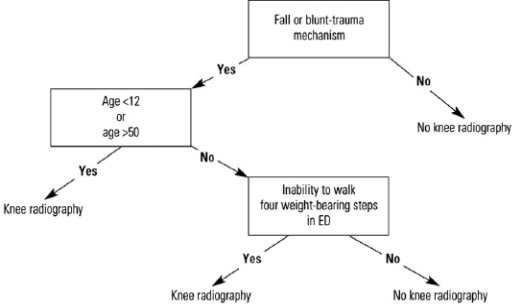 Fall or blunt-trauma
mechanism
Yes
No
Age <12
or
age >50
No knee radiography
No
Yes
Inability to walk
four weight-bearing steps
in ED
Knee radiography
Yes
No
Knee radiography
No knee radiography